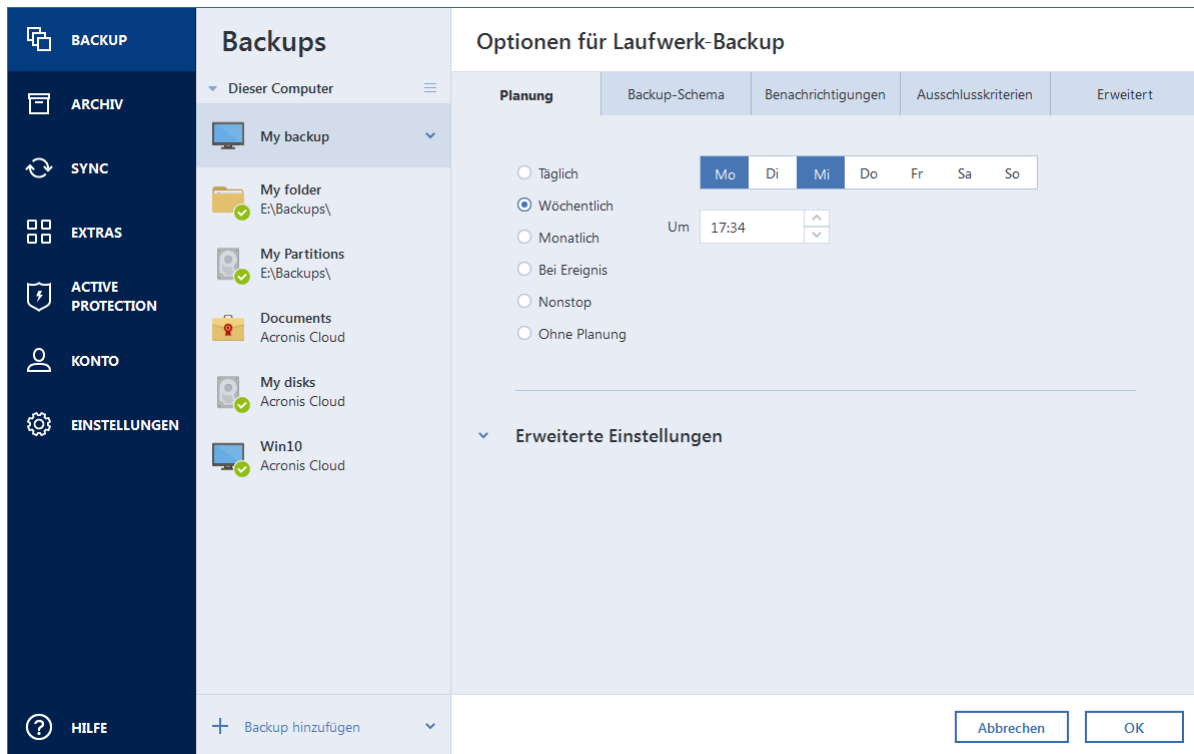 BACKUP
ARCHIV
SYNC
EXTRAS
ACTIVE
PROTECTION
KONTO
EINSTELLUNGEN
HILFE
Backups
Dieser Computer
My backup
My folder
E:\Backups\
My Partitions
E:\Backups\
Documents
Acronis Cloud
My disks
Acronis Cloud
Win10
Acronis Cloud
Backup hinzufügen
Optionen für Laufwerk-Backup
Planung Backup-Schema Benachrichtigungen Ausschlusskriterien Erweitert
Täglich
Wöchentlich
Monatlich
Bei Ereignis
Nonstop
Ohne Planung
Mo Di Mi Do Fr Sa So
Um 17:34
Erweiterte Einstellungen
Abbrechen OK